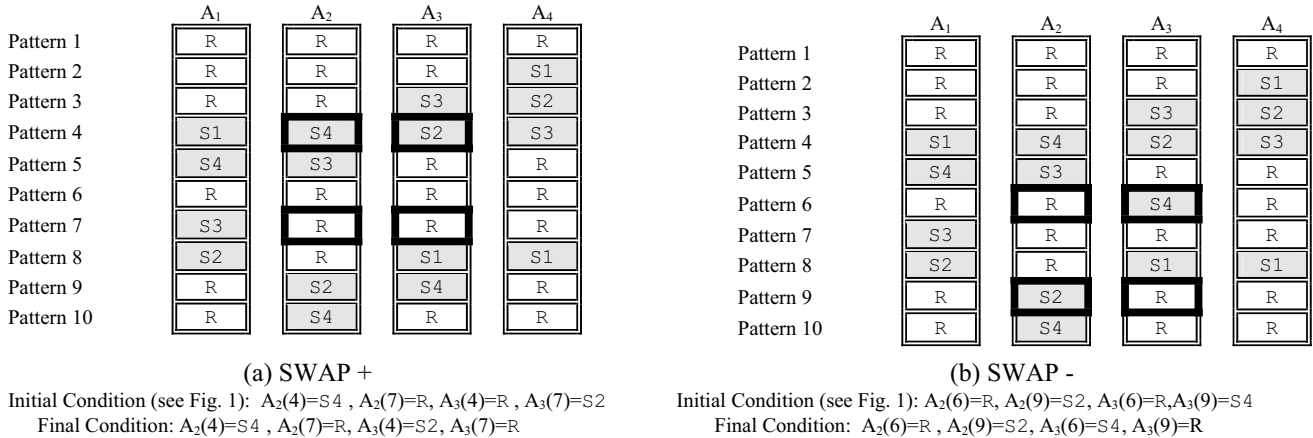 A1 A2 A3 A4
Pattern 1 R R R R
Pattern 2 R R R S1
Pattern 3 R R S3 S2
Pattern 4 S1 S4 S2 S3
Pattern 5 S4 S3 R R
Pattern 6 R R R R
Pattern 7 S3 R R R
Pattern 8 S2 R S1 S1
Pattern 9 R S2 S4 R
Pattern 10 R S4 R R
(a) SWAP +
Initial Condition (see Fig. 1): A2(4)=S4 , A2(7)=R, A3(4)=R , A3(7)=S2
Final Condition: A2(4)=S4 , A2(7)=R, A3(4)=S2, A3(7)=R
A1 A2 A3 A4
Pattern 1 R R R R
Pattern 2 R R R S1
Pattern 3 R R S3 S2
Pattern 4 S1 S4 S2 S3
Pattern 5 S4 S3 R R
Pattern 6 R R S4 R
Pattern 7 S3 R R R
Pattern 8 S2 R S1 S1
Pattern 9 R S2 R R
Pattern 10 R S4 R R
(b) SWAP -
Initial Condition (see Fig. 1): A2(6)=R, A2(9)=S2, A3(6)=R,A3(9)=S4
Final Condition: A2(6)=R , A2(9)=S2, A3(6)=S4, A3(9)=R